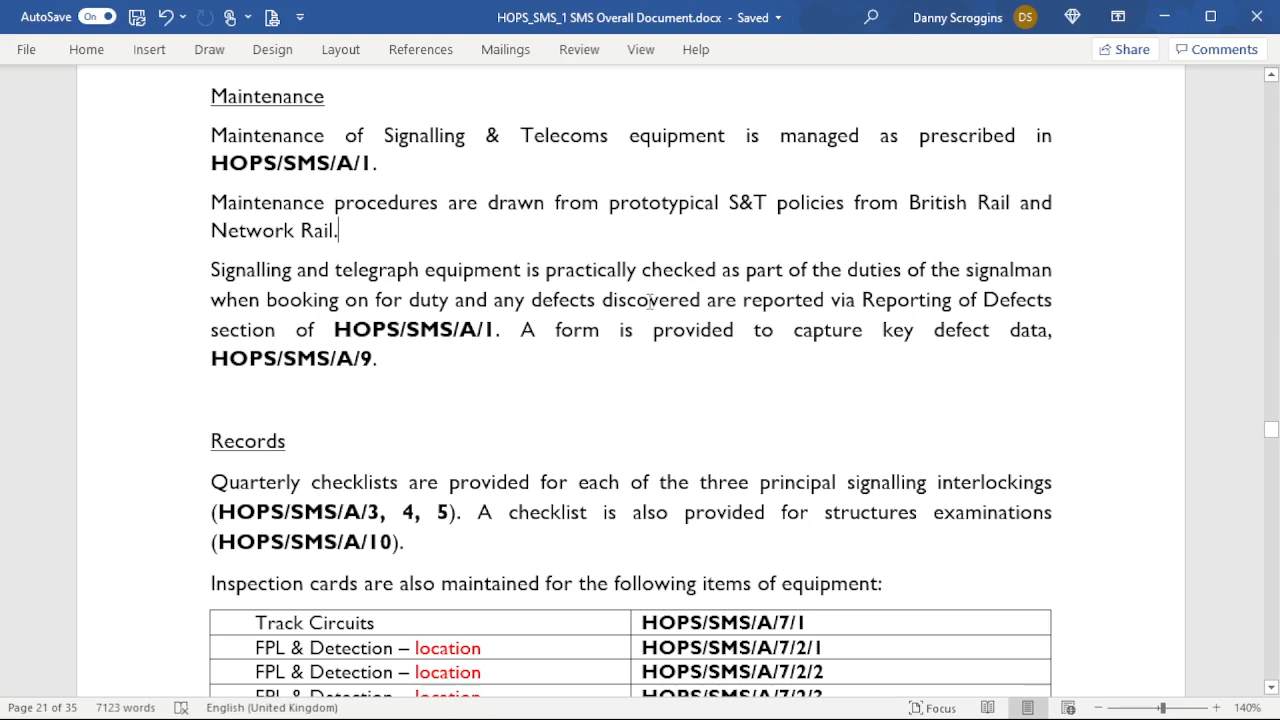 AutoSave On HOPS_SMS_1 SMS Overall Document.docx - Saved Danny Scroggins DS
File Home Insert Draw Design Layout References Mailings Review View Help Share Comments
Maintenance
Maintenance of Signalling & Telecoms equipment is managed as prescribed in
HOPS/SMS/A/1.
Maintenance procedures are drawn from prototypical S&T policies from British Rail and
Network Rail.
Signalling and telegraph equipment is practically checked as part of the duties of the signalman
when booking on for duty and any defects discovered are reported via Reporting of Defects
section of HOPS/SMS/A/1. A form is provided to capture key defect data,
HOPS/SMS/A/9.
Records
Quarterly checklists are provided for each of the three principal signalling interlockings
(HOPS/SMS/A/3, 4, 5). A checklist is also provided for structures examinations
(HOPS/SMS/A/10).
Inspection cards are also maintained for the following items of equipment:
Track Circuits HOPS/SMS/A/7/1
FPL & Detection – location HOPS/SMS/A/7/2/1
FPL & Detection – location HOPS/SMS/A/7/2/2
FPL & Detection – location HOPS/SMS/A/7/2/3
Page 21 of 35 7123 words English (United Kingdom) Focus 140%